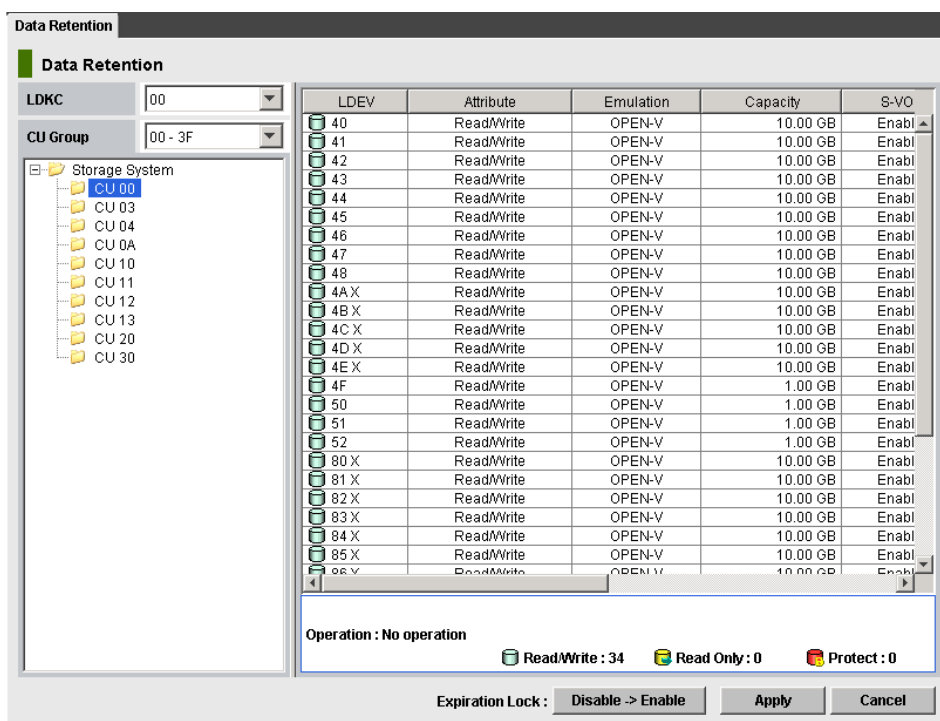 Data Retention
Data Retention
LDKC 00
CU Group 00 - 3F
Storage System
CU 00
CU 03
CU 04
CU 0A
CU 10
CU 11
CU 12
CU 13
CU 20
CU 30
LDEV Attribute Emulation Capacity S-VO
40 Read/Write OPEN-V 10.00 GB Enabl
41 Read/Write OPEN-V 10.00 GB Enabl
42 Read/Write OPEN-V 10.00 GB Enabl
43 Read/Write OPEN-V 10.00 GB Enabl
44 Read/Write OPEN-V 10.00 GB Enabl
45 Read/Write OPEN-V 10.00 GB Enabl
46 Read/Write OPEN-V 10.00 GB Enabl
47 Read/Write OPEN-V 10.00 GB Enabl
48 Read/Write OPEN-V 10.00 GB Enabl
4A X Read/Write OPEN-V 10.00 GB Enabl
4B X Read/Write OPEN-V 10.00 GB Enabl
4C X Read/Write OPEN-V 10.00 GB Enabl
4D X Read/Write OPEN-V 10.00 GB Enabl
4E X Read/Write OPEN-V 10.00 GB Enabl
4F Read/Write OPEN-V 1.00 GB Enabl
50 Read/Write OPEN-V 1.00 GB Enabl
51 Read/Write OPEN-V 1.00 GB Enabl
52 Read/Write OPEN-V 1.00 GB Enabl
80 X Read/Write OPEN-V 10.00 GB Enabl
81 X Read/Write OPEN-V 10.00 GB Enabl
82 X Read/Write OPEN-V 10.00 GB Enabl
83 X Read/Write OPEN-V 10.00 GB Enabl
84 X Read/Write OPEN-V 10.00 GB Enabl
85 X Read/Write OPEN-V 10.00 GB Enabl
86 X Read/Write OPEN-V 10.00 GB Enabl
Operation : No operation
Read/Write : 34 Read Only : 0 Protect : 0
Expiration Lock : Disable -> Enable Apply Cancel